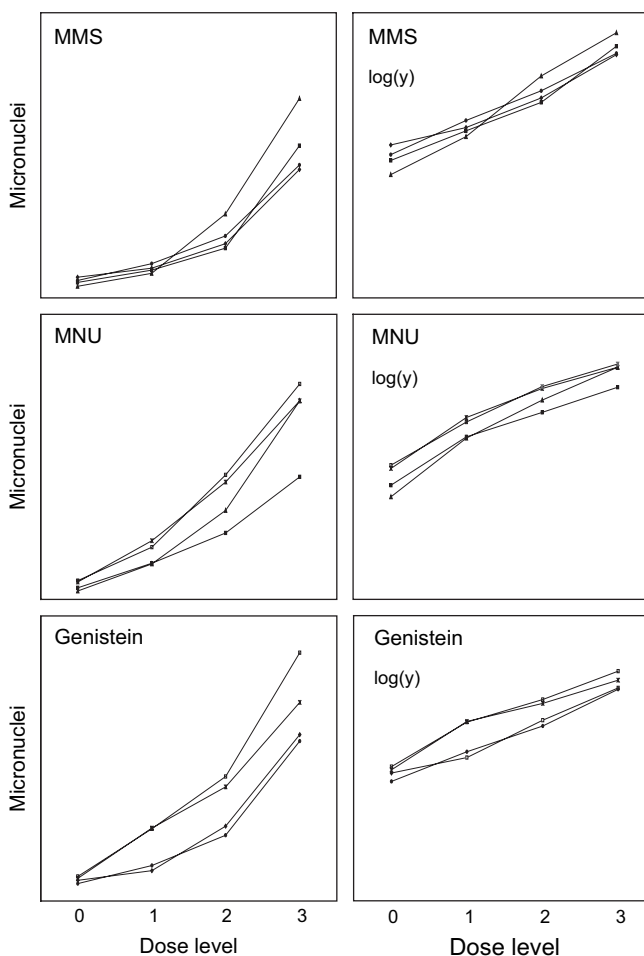 MMS
MMS
log(y)
Micronuclei
MNU
MNU
log(y)
Micronuclei
Genistein
Genistein
log(y)
Micronuclei
0 1 2 3
0 1 2 3
Dose level
Dose level